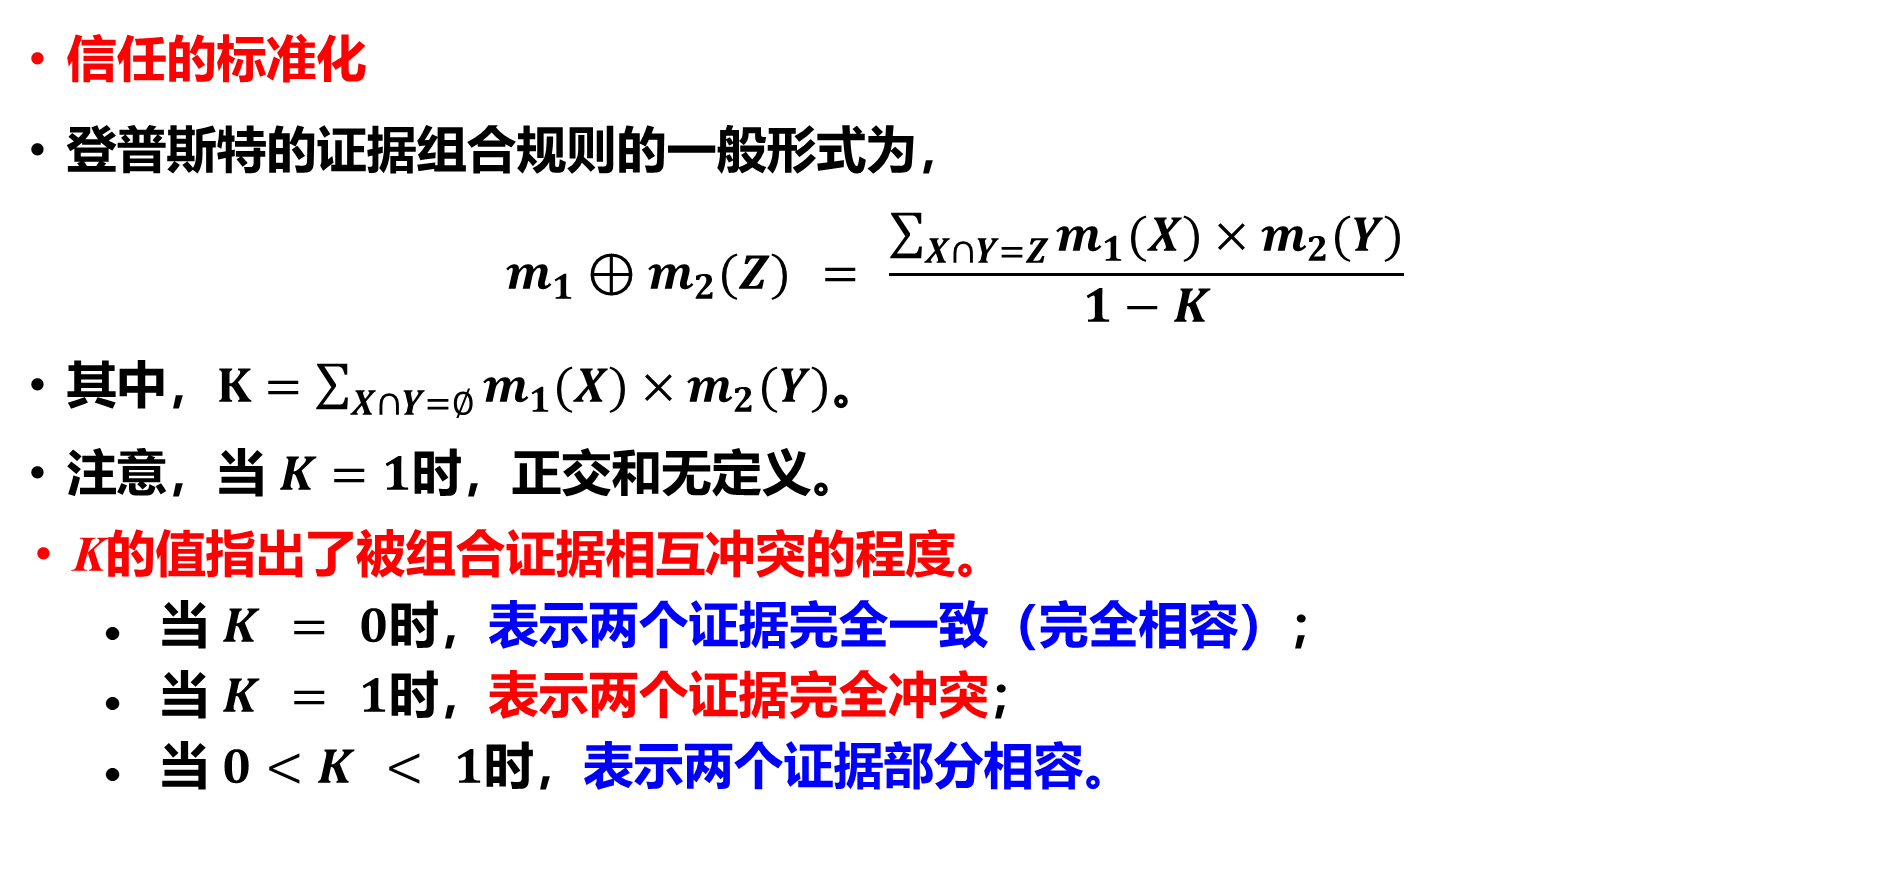 • 信任的标准化
• 登普斯特的证据组合规则的一般形式为，
m₁ ⊕ m₂(Z) = \frac{∑_{X∩Y=Z} m₁(X) × m₂(Y)}{1 − K}
• 其中，K = ∑_{X∩Y=∅} m₁(X) × m₂(Y)。
• 注意，当 K = 1时，正交和无定义。
• K的值指出了被组合证据相互冲突的程度。
• 当 K = 0时，表示两个证据完全一致（完全相容）；
• 当 K = 1时，表示两个证据完全冲突；
• 当 0 < K < 1时，表示两个证据部分相容。